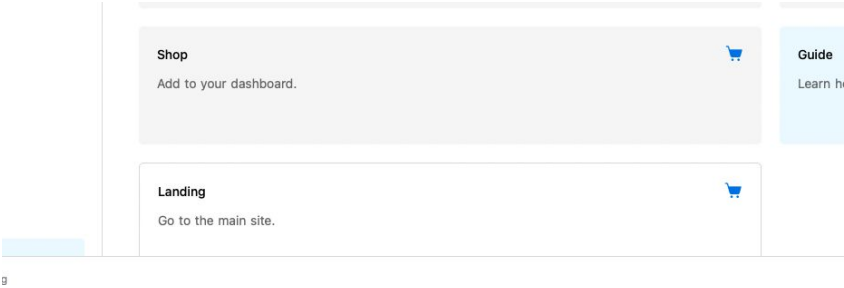 Shop
Add to your dashboard.
Guide
Learn
Landing
Go to the main site.
g